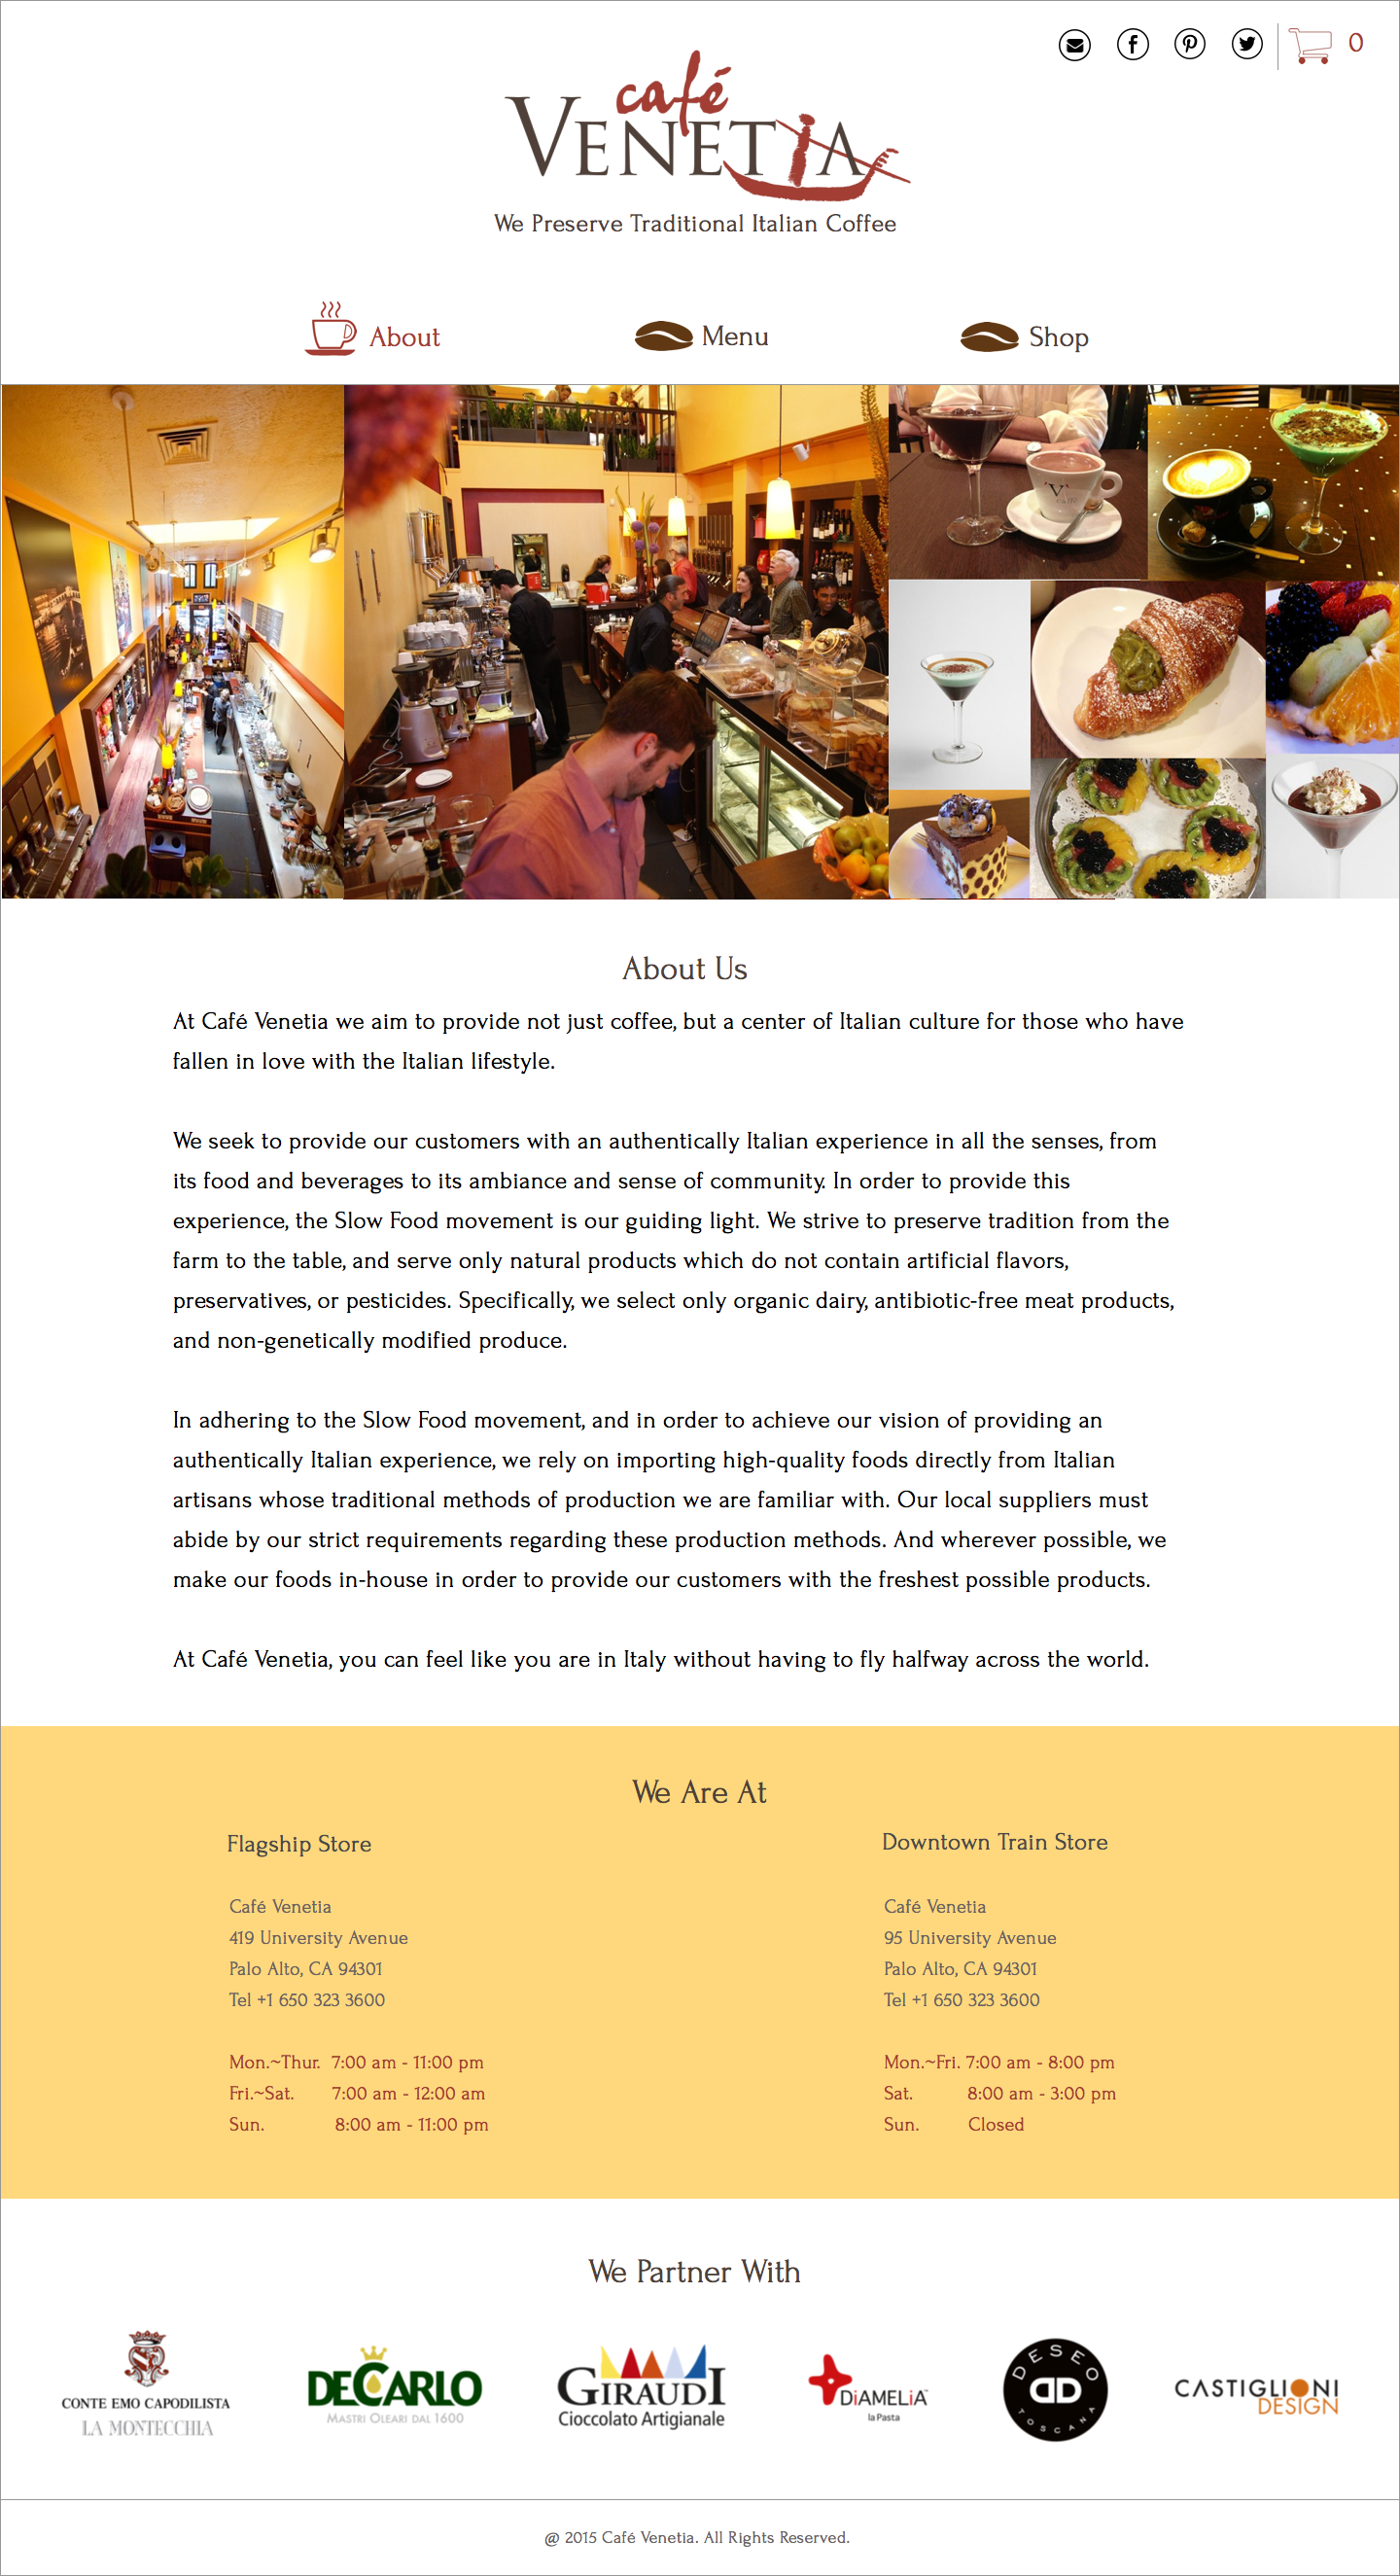 0
café
VENETIA
We Preserve Traditional Italian Coffee
About
Menu
Shop
V
About Us
At Café Venetia we aim to provide not just coffee, but a center of Italian culture for those who have
fallen in love with the Italian lifestyle.
We seek to provide our customers with an authentically Italian experience in all the senses, from
its food and beverages to its ambiance and sense of community. In order to provide this
experience, the Slow Food movement is our guiding light. We strive to preserve tradition from the
farm to the table, and serve only natural products which do not contain artificial flavors,
preservatives, or pesticides. Specifically, we select only organic dairy, antibiotic-free meat products,
and non-genetically modified produce.
In adhering to the Slow Food movement, and in order to achieve our vision of providing an
authentically Italian experience, we rely on importing high-quality foods directly from Italian
artisans whose traditional methods of production we are familiar with. Our local suppliers must
abide by our strict requirements regarding these production methods. And wherever possible, we
make our foods in-house in order to provide our customers with the freshest possible products.
At Café Venetia, you can feel like you are in Italy without having to fly halfway across the world.
We Are At
Flagship Store
Café Venetia
419 University Avenue
Palo Alto, CA 94301
Tel +1 650 323 3600
Mon.~Thur. 7:00 am - 11:00 pm
Fri.~Sat. 7:00 am - 12:00 am
Sun. 8:00 am - 11:00 pm
Downtown Train Store
Café Venetia
95 University Avenue
Palo Alto, CA 94301
Tel +1 650 323 3600
Mon.~Fri. 7:00 am - 8:00 pm
Sat. 8:00 am - 3:00 pm
Sun. Closed
We Partner With
CONTE EMO CAPODILISTA
LA MONTECCHIA
DECARLO
MASTRI OLEARI DAL 1600
GIRAUDI
Cioccolato Artigianale
DiAMELiA™
la Pasta
DESEO
TOSCANA
CASTIGLIONI
DESIGN
@ 2015 Café Venetia. All Rights Reserved.